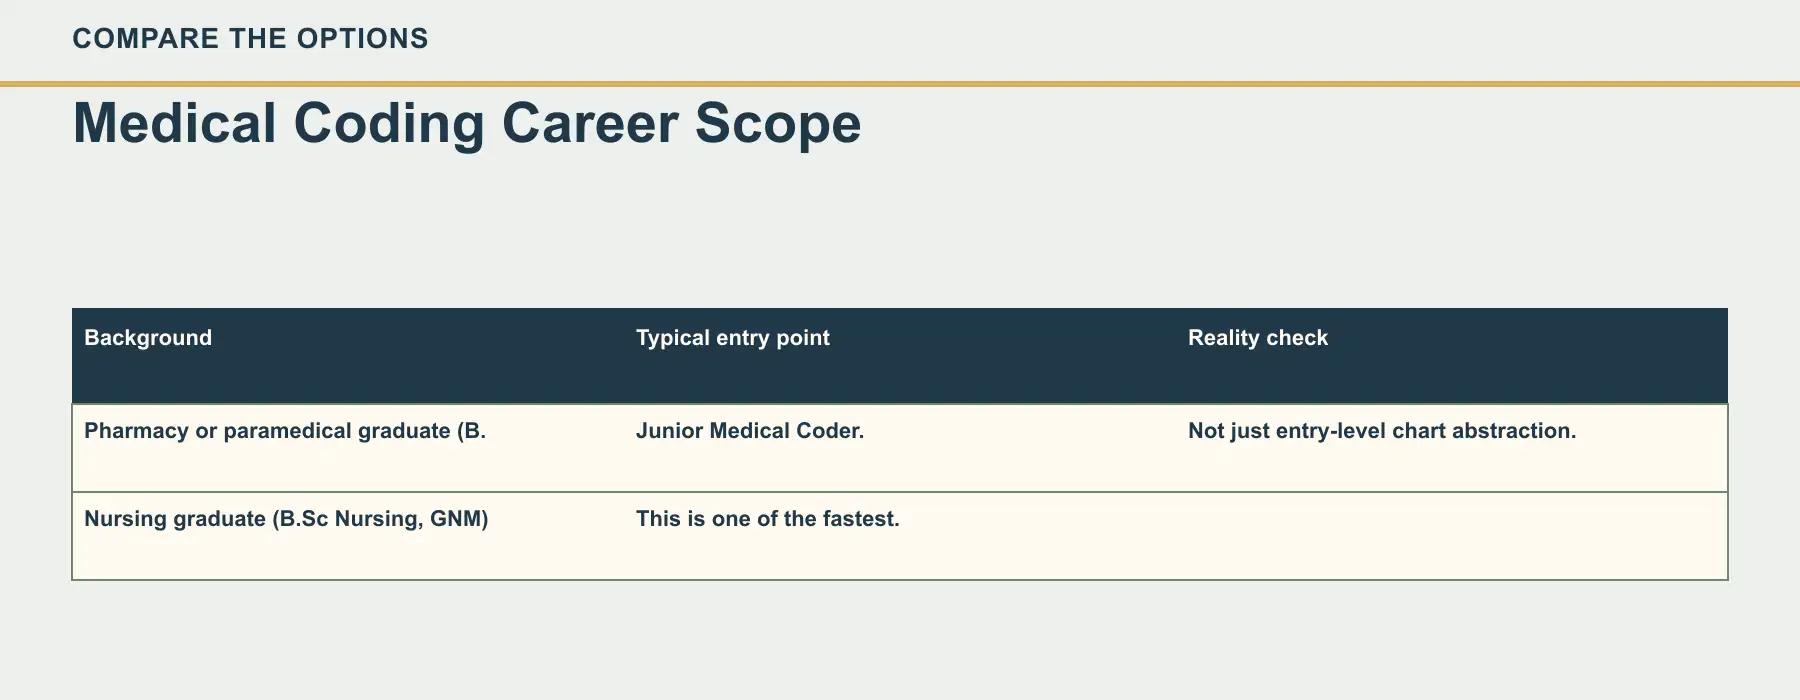 COMPARE THE OPTIONS
Medical Coding Career Scope
Background Typical entry point Reality check
Pharmacy or paramedical graduate (B. Junior Medical Coder. Not just entry-level chart abstraction.
Nursing graduate (B.Sc Nursing, GNM) This is one of the fastest.